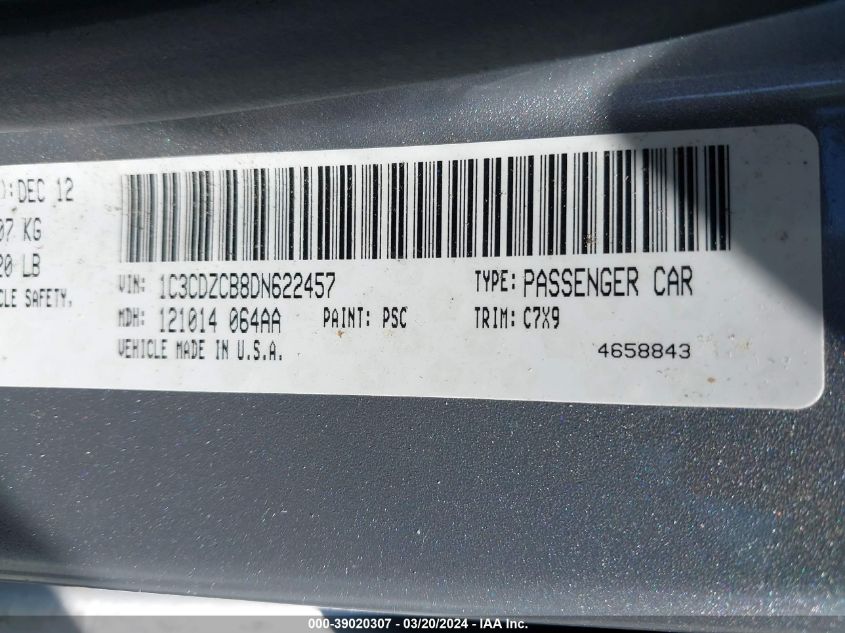 ): DEC 12
07 KG
20 LB
CLE SAFETY.
VIN: 1C3CDZCB8DN622457 TYPE: PASSENGER CAR
MDH: 121014 064AA PAINT: PSC TRIM: C7X9
VEHICLE MADE IN U.S.A. 4658843
000-39020307 - 03/20/2024 - IAA Inc.